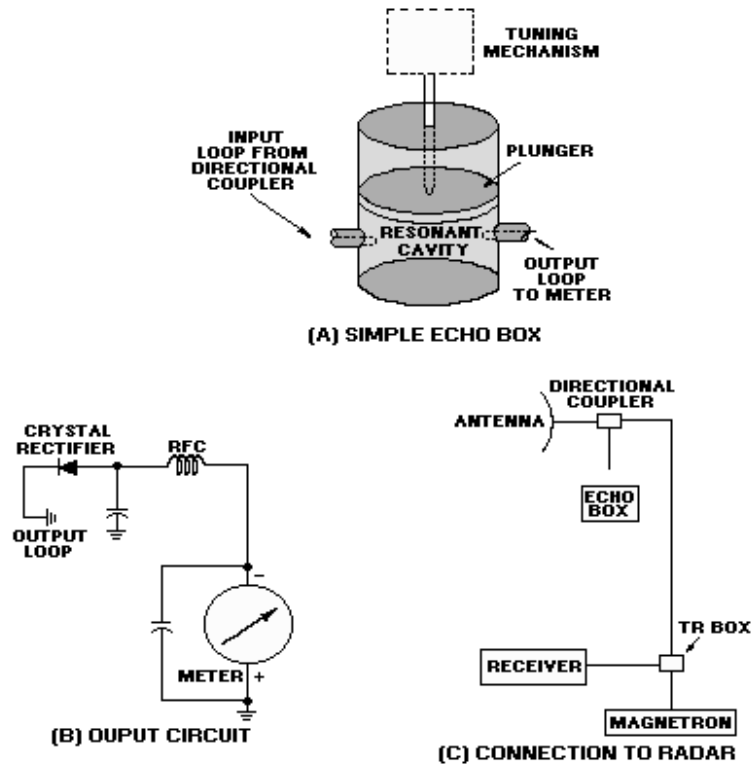 TUNING
MECHANISM
INPUT
LOOP FROM
DIRECTIONAL
COUPLER
PLUNGER
RESONANT
CAVITY
OUTPUT
LOOP
TO METER
(A) SIMPLE ECHO BOX
CRYSTAL
RECTIFIER
RFC
OUTPUT
LOOP
−
METER
+
(B) OUPUT CIRCUIT
DIRECTIONAL
COUPLER
ANTENNA
ECHO
BOX
TR BOX
RECEIVER
MAGNETRON
(C) CONNECTION TO RADAR